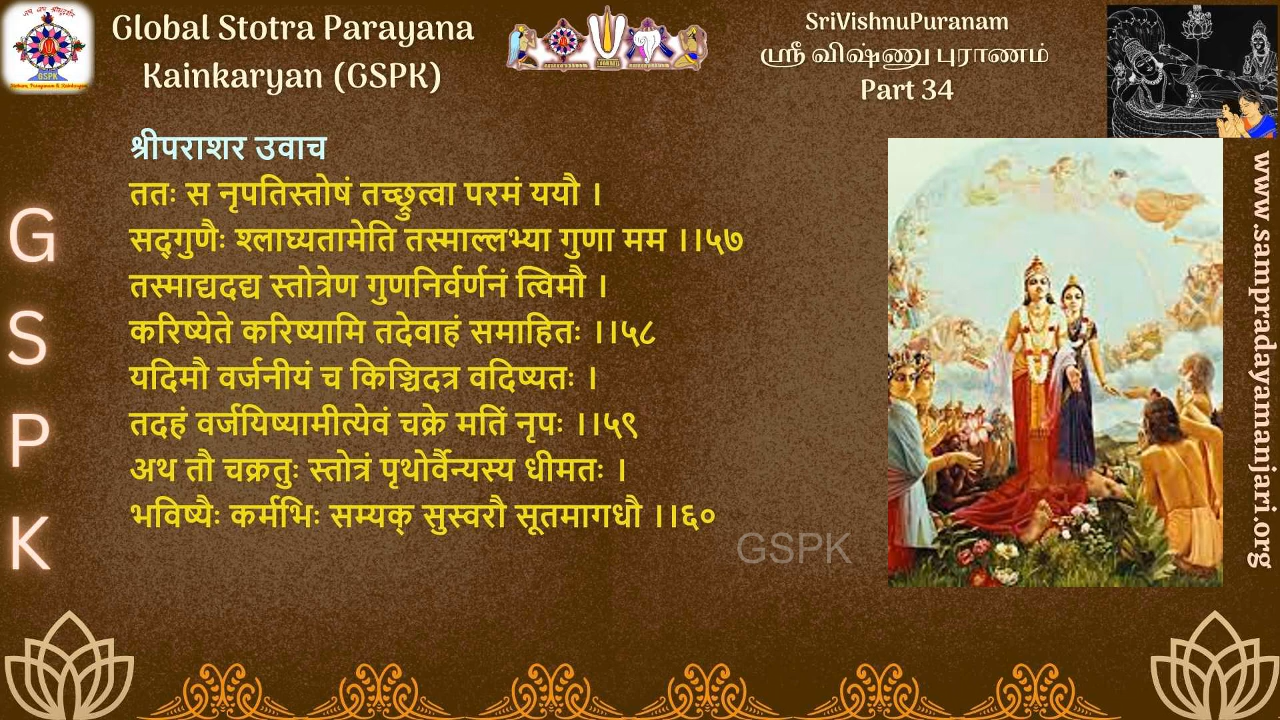 Global Stotra Parayana
Kainkaryan (GSPK)
SriVishnuPuranam
ஸ்ரீ விஷ்ணு புராணம்
Part 34
श्रीपराशर उवाच
ततः स नृपतिस्तोषं तच्छ्रुत्वा परमं ययौ ।
सद्‌गुणैः श्लाघ्यतामेति तस्माल्लभ्या गुणा मम ।।५७
तस्माद्यदद्य स्तोत्रेण गुणनिर्वर्णनं त्विमौ ।
करिष्येते करिष्यामि तदेवाहं समाहितः ।।५८
यदिमौ वर्जनीयं च किञ्चिदत्र वदिष्यतः ।
तदहं वर्जयिष्यामीत्येवं चक्रे मतिं नृपः ।।५९
अथ तौ चक्रतुः स्तोत्रं पृथोर्वैन्यस्य धीमतः ।
भविष्यैः कर्मभिः सम्यक् सुस्वरौ सूतमागधौ ।।६०
GSPK
GSPK
www.sampradayamanjari.org
GSPK